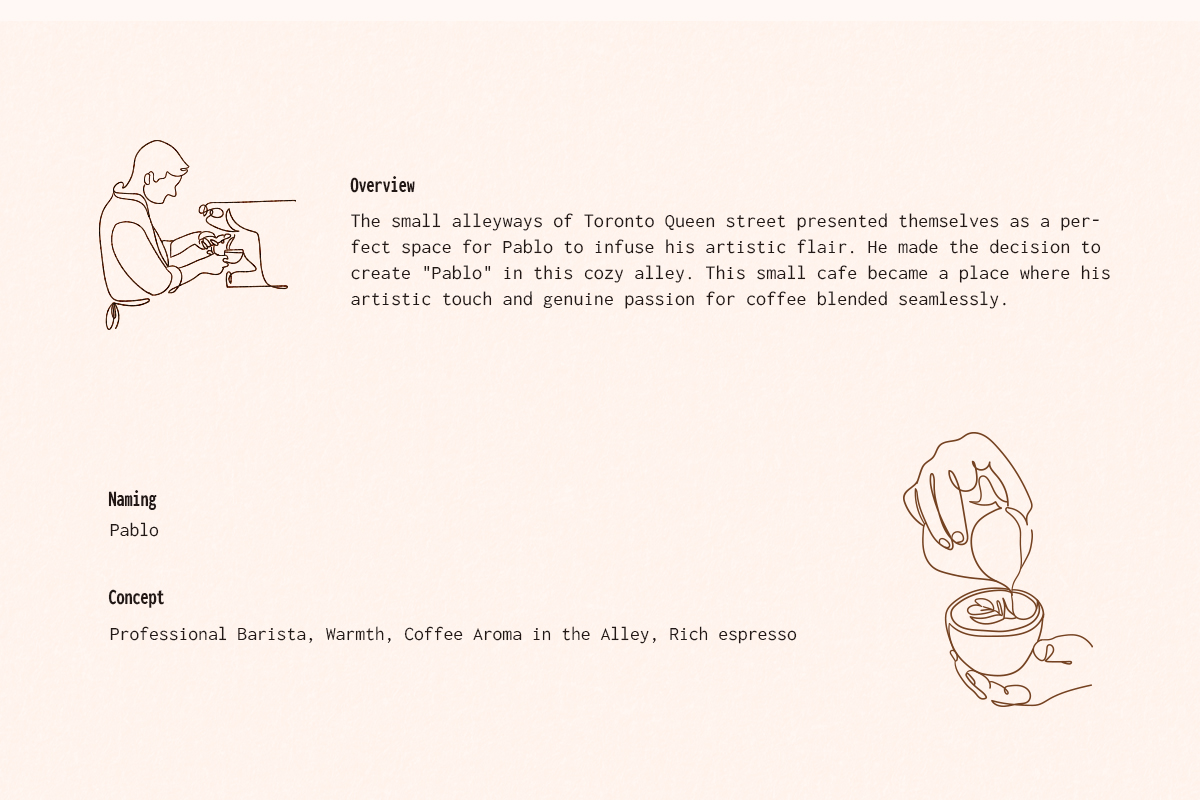 Overview
The small alleyways of Toronto Queen street presented themselves as a per-
fect space for Pablo to infuse his artistic flair. He made the decision to
create "Pablo" in this cozy alley. This small cafe became a place where his
artistic touch and genuine passion for coffee blended seamlessly.
Naming
Pablo
Concept
Professional Barista, Warmth, Coffee Aroma in the Alley, Rich espresso